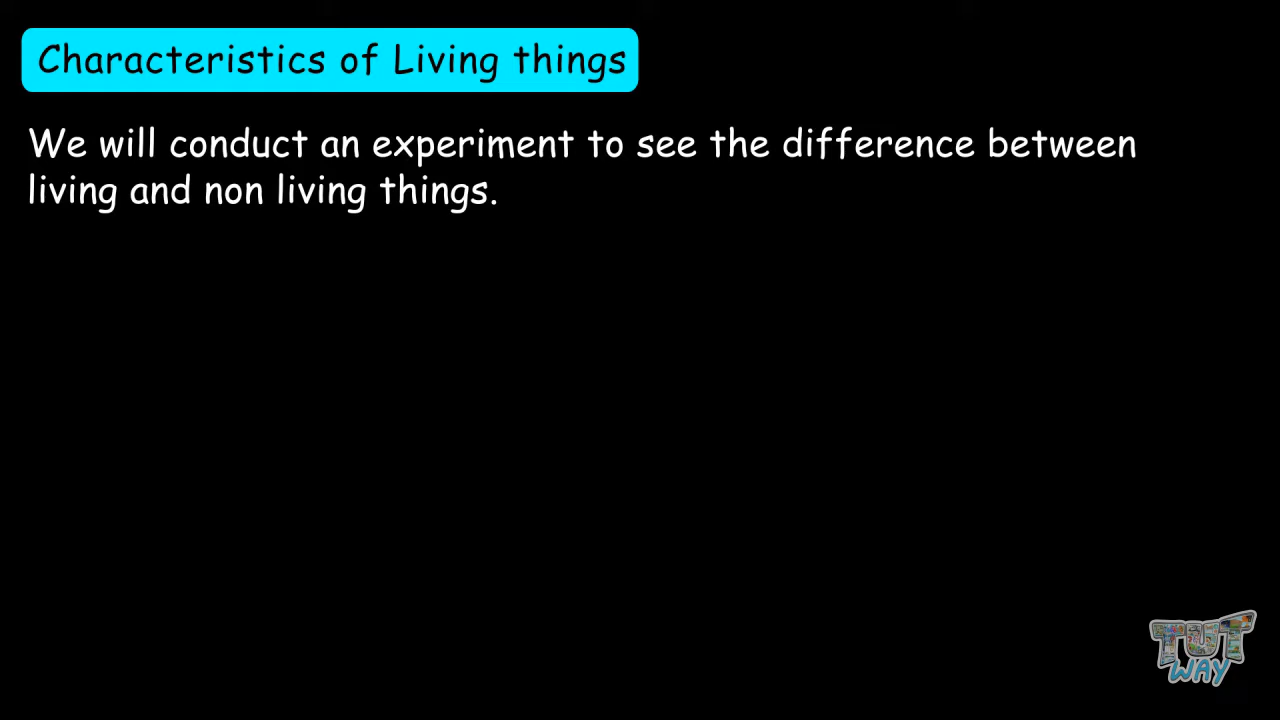 Characteristics of Living things
We will conduct an experiment to see the difference between
living and non living things.
TUT
WAY